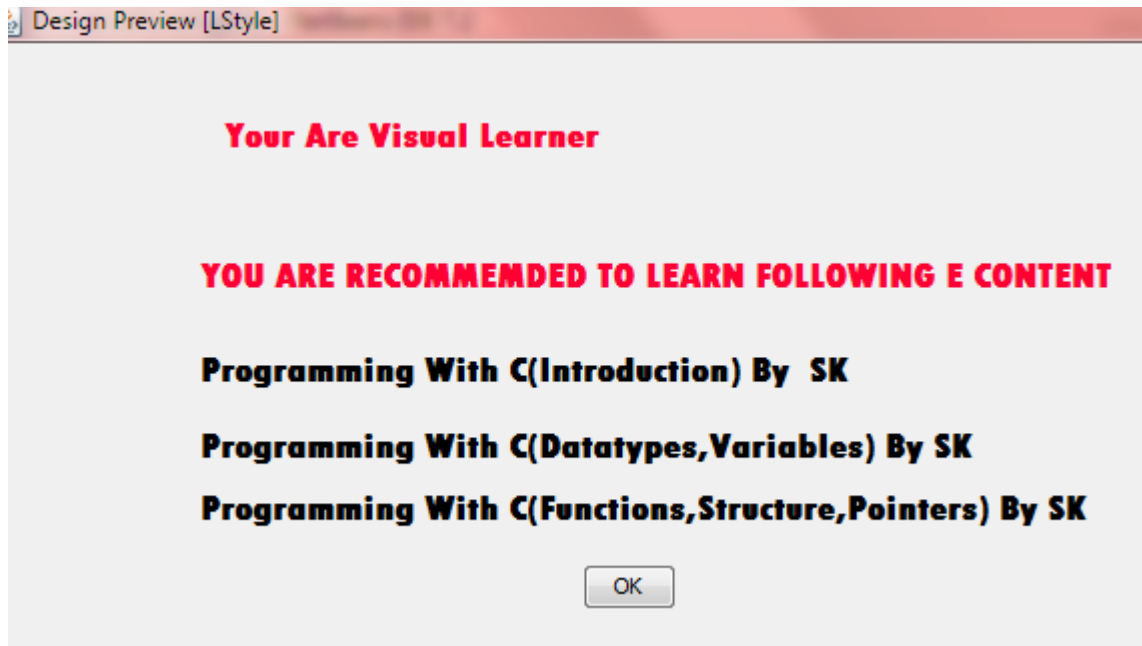 Design Preview [LStyle]
Your Are Visual Learner
YOU ARE RECOMMEMDED TO LEARN FOLLOWING E CONTENT
Programming With C(Introduction) By SK
Programming With C(Datatypes,Variables) By SK
Programming With C(Functions,Structure,Pointers) By SK
OK